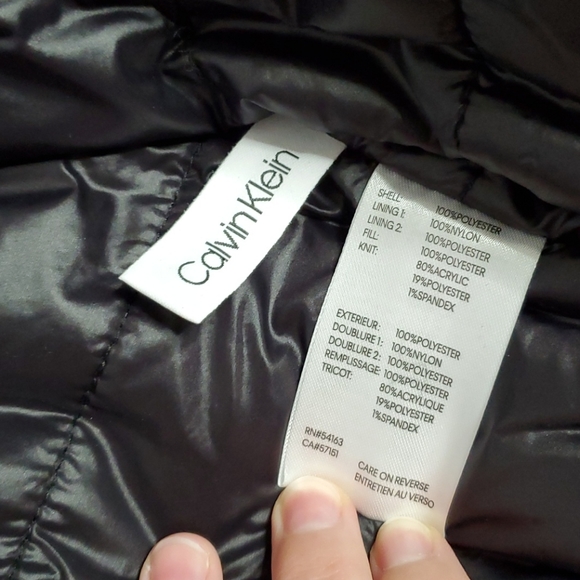 Calvin Klein
SHELL: 100%POLYESTER
LINING 1: 100%NYLON
LINING 2: 100%POLYESTER
FILL: 100%POLYESTER
KNIT: 80%ACRYLIC
19%POLYESTER
1%SPANDEX
EXTERIEUR: 100%POLYESTER
DOUBLURE 1: 100%NYLON
DOUBLURE 2: 100%POLYESTER
REMPLISSAGE: 100%POLYESTER
TRICOT: 80%ACRYLIQUE
19%POLYESTER
1%SPANDEX
RN#54163
CA#57151
CARE ON REVERSE
ENTRETIEN AU VERSO